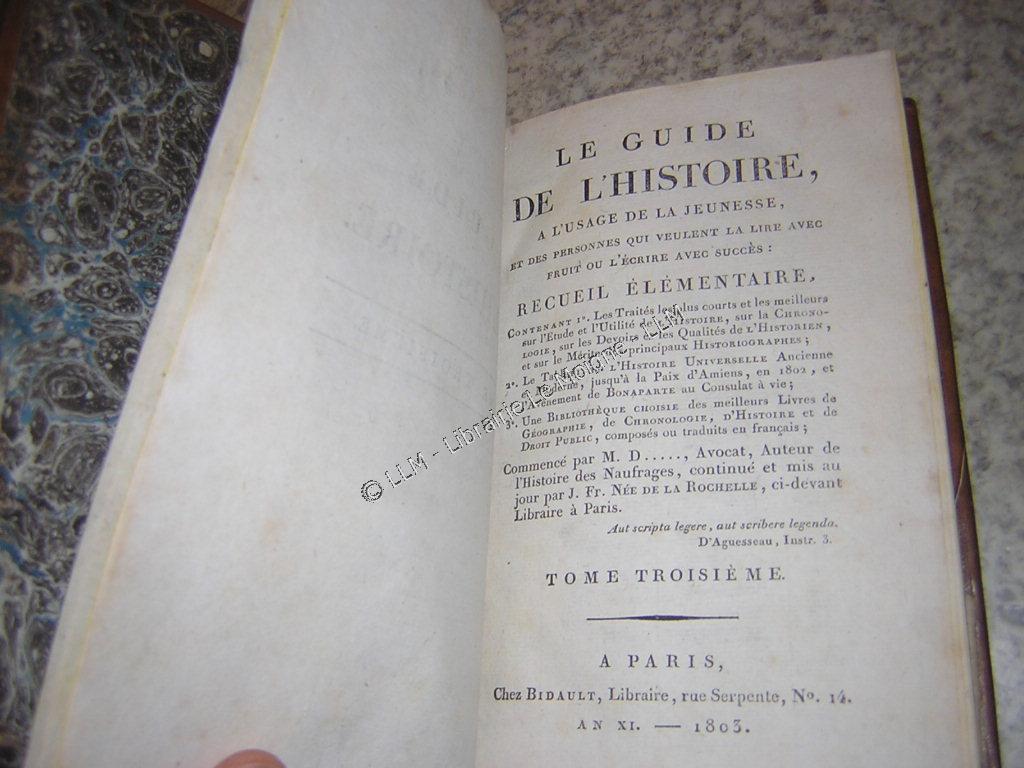 LE GUIDE
DE L'HISTOIRE,
A L'USAGE DE LA JEUNESSE,
ET DES PERSONNES QUI VEULENT LA LIRE AVEC
FRUIT OU L'ÉCRIRE AVEC SUCCÈS :
RECUEIL ÉLÉMENTAIRE,
CONTENANT 1°. Les Traités les plus courts et les meilleurs
sur l'Etude et l'Utilité de l'HISTOIRE, sur la CHRONO-
LOGIE, sur les Devoirs et les Qualités de L'HISTORIEN,
et sur le Mérite des principaux HISTORIOGRAPHES ;
2°. Le L'HISTOIRE UNIVERSELLE Ancienne
et Moderne, jusqu'à la Paix d'Amiens, en 1802, et
l'Avènement de BONAPARTE au Consulat à vie ;
3°. Une BIBLIOTHÈQUE CHOISIE des meilleurs Livres de
GÉOGRAPHIE, de CHRONOLOGIE, D'HISTOIRE et de
DROIT PUBLIC, composés ou traduits en français ;
Commencé par M. D....., Avocat, Auteur de
l'Histoire des Naufrages, continué et mis au
jour par J. Fr. NÉE DE LA ROCHELLE, ci-devant
Libraire à Paris.
Aut scripta legere, aut scribere legenda.
D'Aguesseau, Instr. 3.
TOME TROISIÈME.
A PARIS,
Chez BIDAULT, Libraire, rue Serpente, No. 14.
AN XI. — 1803.
© LLM - Librairie Le Moigne - LLM